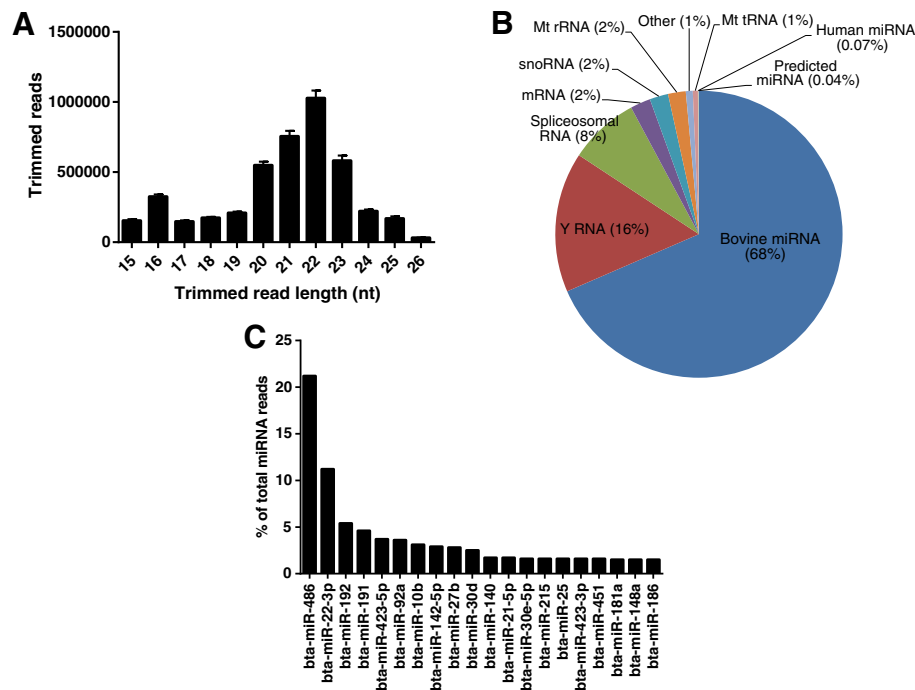 A
Trimmed reads
1500000
1000000
500000
0
15
16
17
18
19
20
21
22
23
24
25
26
Trimmed read length (nt)
B
Mt rRNA (2%)
Other (1%)
Mt tRNA (1%)
Human miRNA
(0.07%)
snoRNA (2%)
Predicted
miRNA (0.04%)
mRNA (2%)
Spliceosomal
RNA (8%)
Y RNA (16%)
Bovine miRNA
(68%)
C
% of total miRNA reads
25
20
15
10
5
0
bta-miR-486
bta-miR-22-3p
bta-miR-192
bta-miR-191
bta-miR-423-5p
bta-miR-92a
bta-miR-10b
bta-miR-142-5p
bta-miR-27b
bta-miR-30d
bta-miR-140
bta-miR-21-5p
bta-miR-30e-5p
bta-miR-215
bta-miR-25
bta-miR-423-3p
bta-miR-451
bta-miR-181a
bta-miR-148a
bta-miR-186